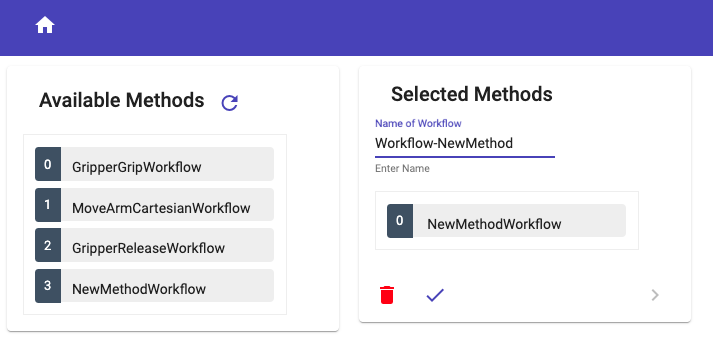 Available Methods
0 GripperGripWorkflow
1 MoveArmCartesianWorkflow
2 GripperReleaseWorkflow
3 NewMethodWorkflow
Selected Methods
Name of Workflow
Workflow-NewMethod
Enter Name
0 NewMethodWorkflow